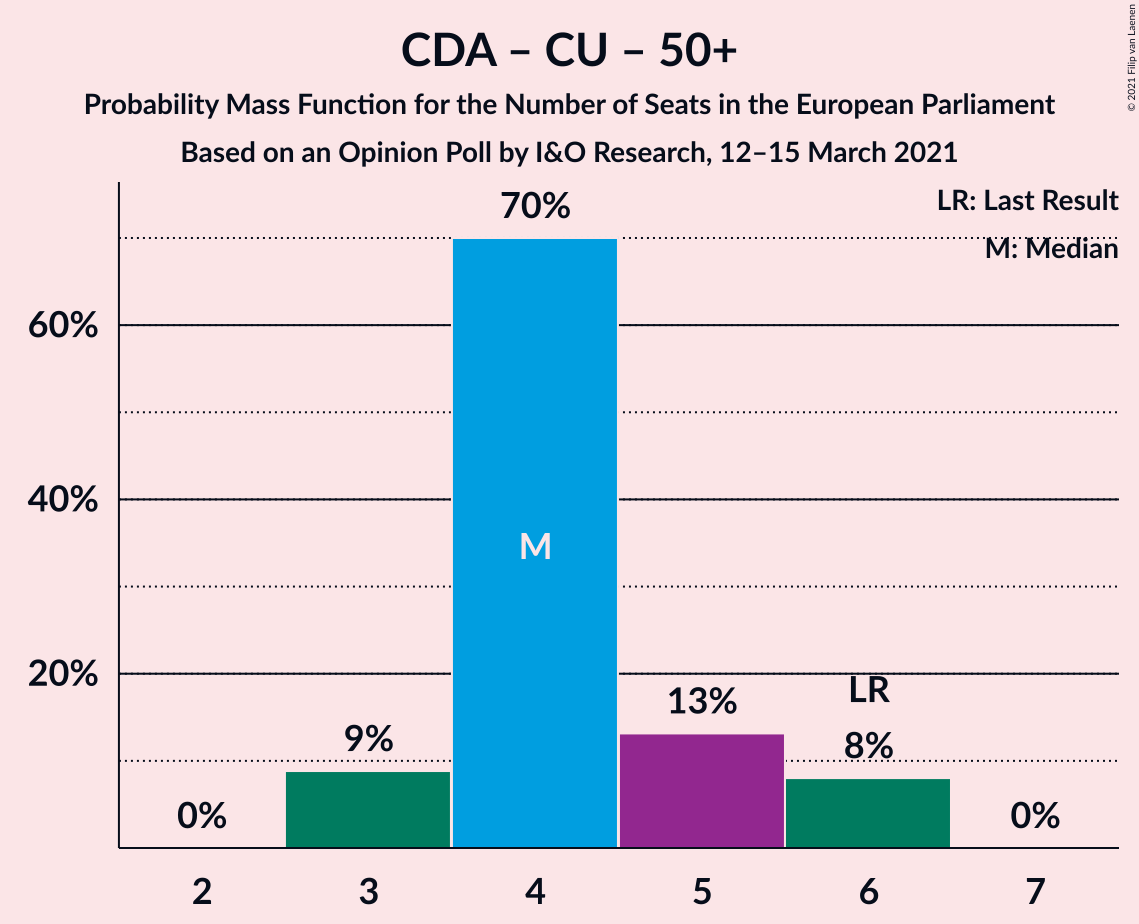 CDA – CU – 50+
Probability Mass Function for the Number of Seats in the European Parliament
Based on an Opinion Poll by I&O Research, 12–15 March 2021
© 2021 Filip van Laenen
LR: Last Result
M: Median
70%
60%
40%
M
20%
LR
13%
9%
8%
0%
0%
2 3 4 5 6 7